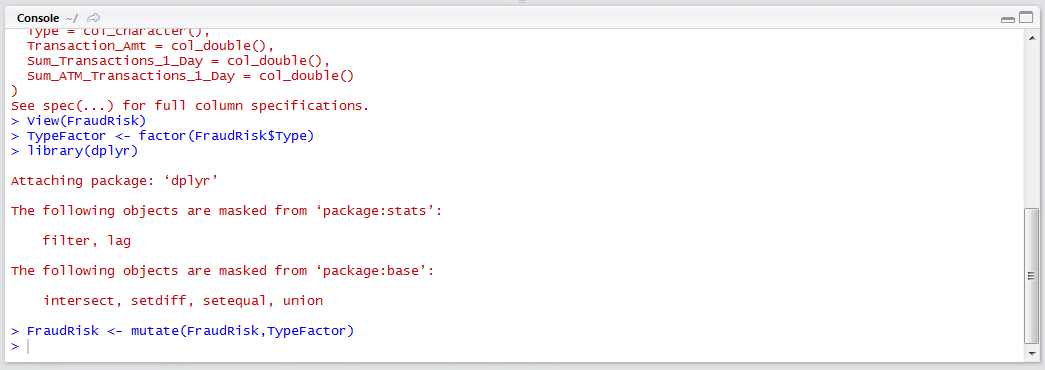 Console ~/
Type = col_character(),
Transaction_Amt = col_double(),
Sum_Transactions_1_Day = col_double(),
Sum_ATM_Transactions_1_Day = col_double()
)
See spec(...) for full column specifications.
> View(FraudRisk)
> TypeFactor <- factor(FraudRisk$Type)
> library(dplyr)
Attaching package: ‘dplyr’
The following objects are masked from ‘package:stats’:
filter, lag
The following objects are masked from ‘package:base’:
intersect, setdiff, setequal, union
> FraudRisk <- mutate(FraudRisk,TypeFactor)
>